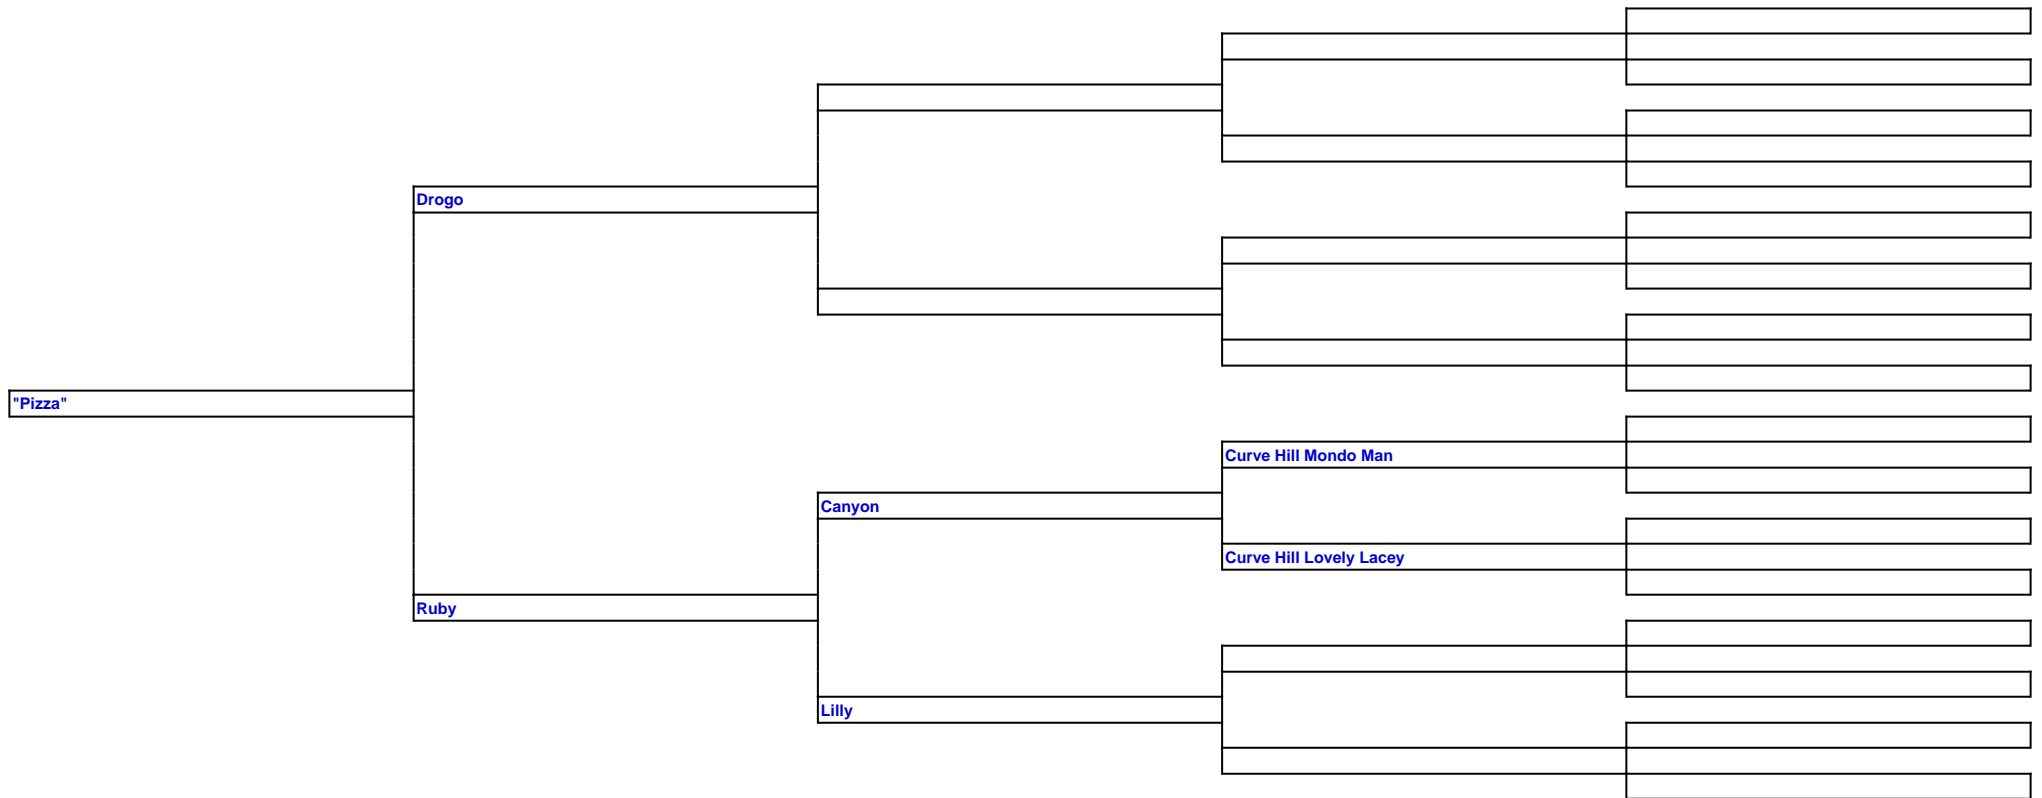 Drogo
"Pizza"
Curve Hill Mondo Man
Canyon
Curve Hill Lovely Lacey
Ruby
Lilly